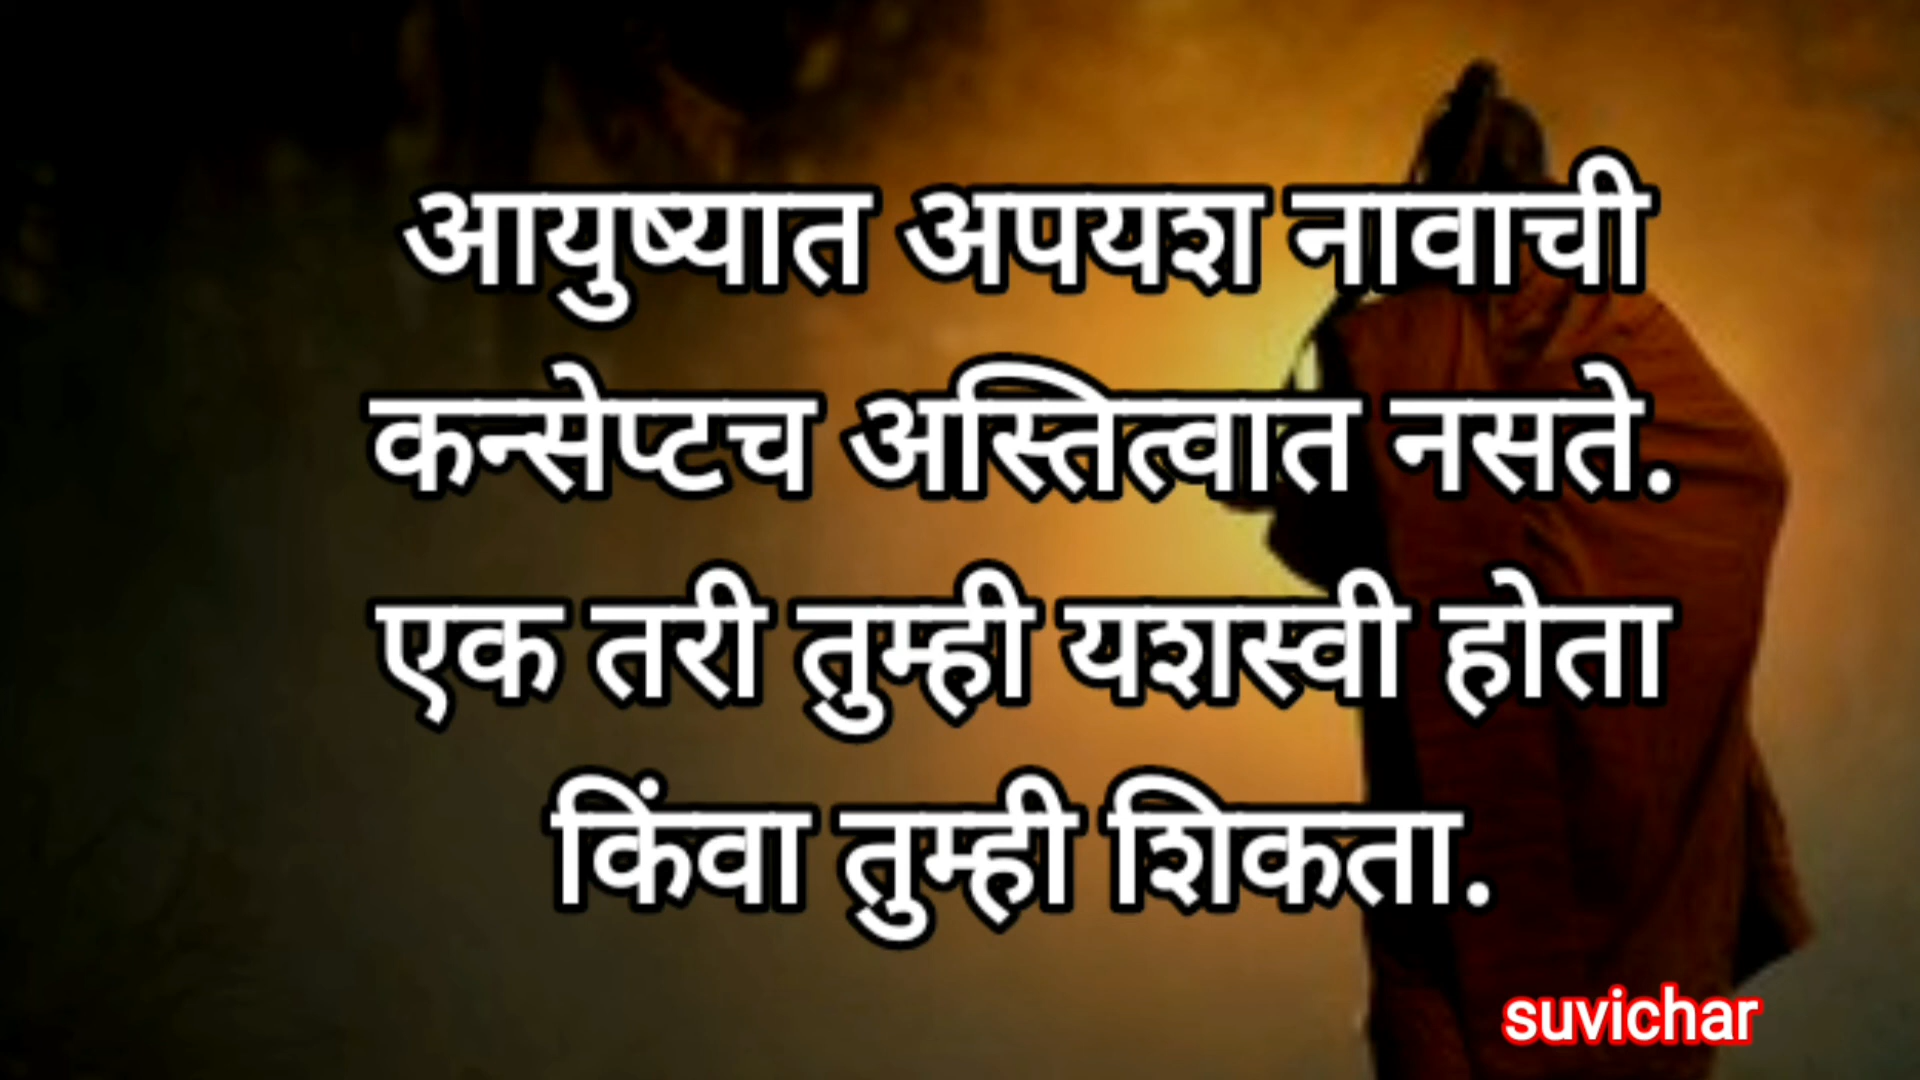 आयुष्यात अपयश नावाची
कन्सेप्टच अस्तित्वात नसते.
एक तरी तुम्ही यशस्वी होता
किंवा तुम्ही शिकता.
suvichar